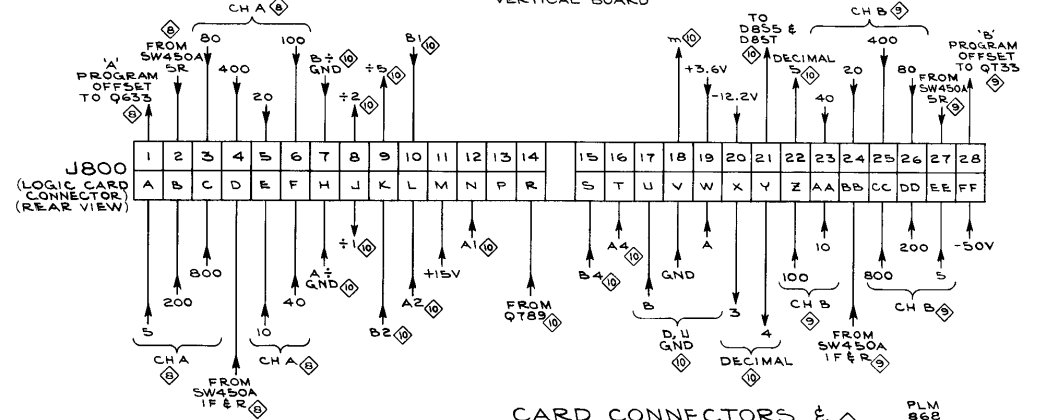 VERTICAL BOARD
CH A 8
CH B 9
8
FROM
SW450A
5R
80
400
20
100
'A'
PROGRAM
OFFSET
TO Q633
8
B÷
GND 10
÷2 10
÷5 10
B1 10
m 10
+3.6V
-12.2V
TO
D855 &
D857
10
DECIMAL
5 10
40
20
400
80
FROM
SW450A
5R 9
'B'
PROGRAM
OFFSET
TO Q733
9
J800
(LOGIC CARD
CONNECTOR)
(REAR VIEW)
1 2 3 4 5 6 7 8 9 10 11 12 13 14 15 16 17 18 19 20 21 22 23 24 25 26 27 28
A B C D E F H J K L M N P R S T U V W X Y Z AA BB CC DD EE FF
5
200
800
CH A
8
FROM
SW450A
1F & R 8
10
40
CH A 8
A÷
GND 10
÷1 10
B2 10
A2 10
+15V
A1 10
FROM
Q789 10
B4 10
A4 10
B
GND
A
D, U
GND
10
3
4
DECIMAL
10
100
10
CH B
9
FROM
SW450A
1F & R 9
800
200
5
CH B 9
-50V
CARD CONNECTORS &
PLM
868